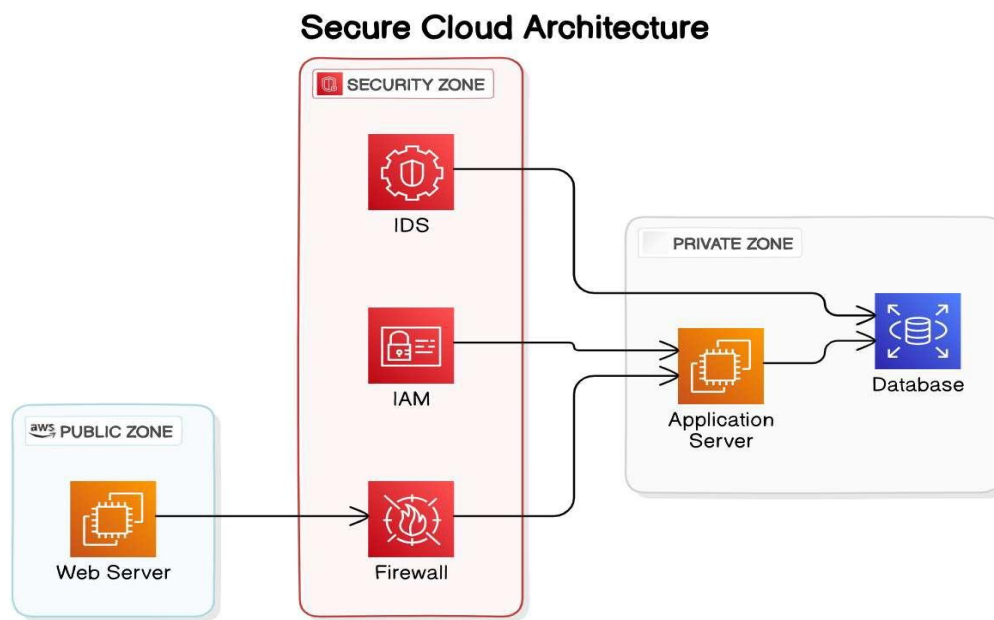 Secure Cloud Architecture
SECURITY ZONE
IDS
PRIVATE ZONE
IAM
Application
Server
Database
aws PUBLIC ZONE
Web Server
Firewall